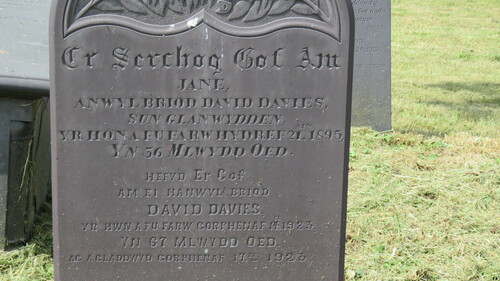 Er Serchog Gof Am
JANE,
ANWYL BRIOD DAVID DAVIES,
GLANWYDDEN,
YR HON A FU FARW HYDREF 21, 1895,
YN 36 MLWYDD OED.
HEFYD Er Cof
AM EI HANWYL BRIOD
DAVID DAVIES,
YR HWN A FU FARW GORPHENAF 1923
YN 67 MLWYDD OED.
AC A GLADDWYD GORPHENAF 17TH 1923.